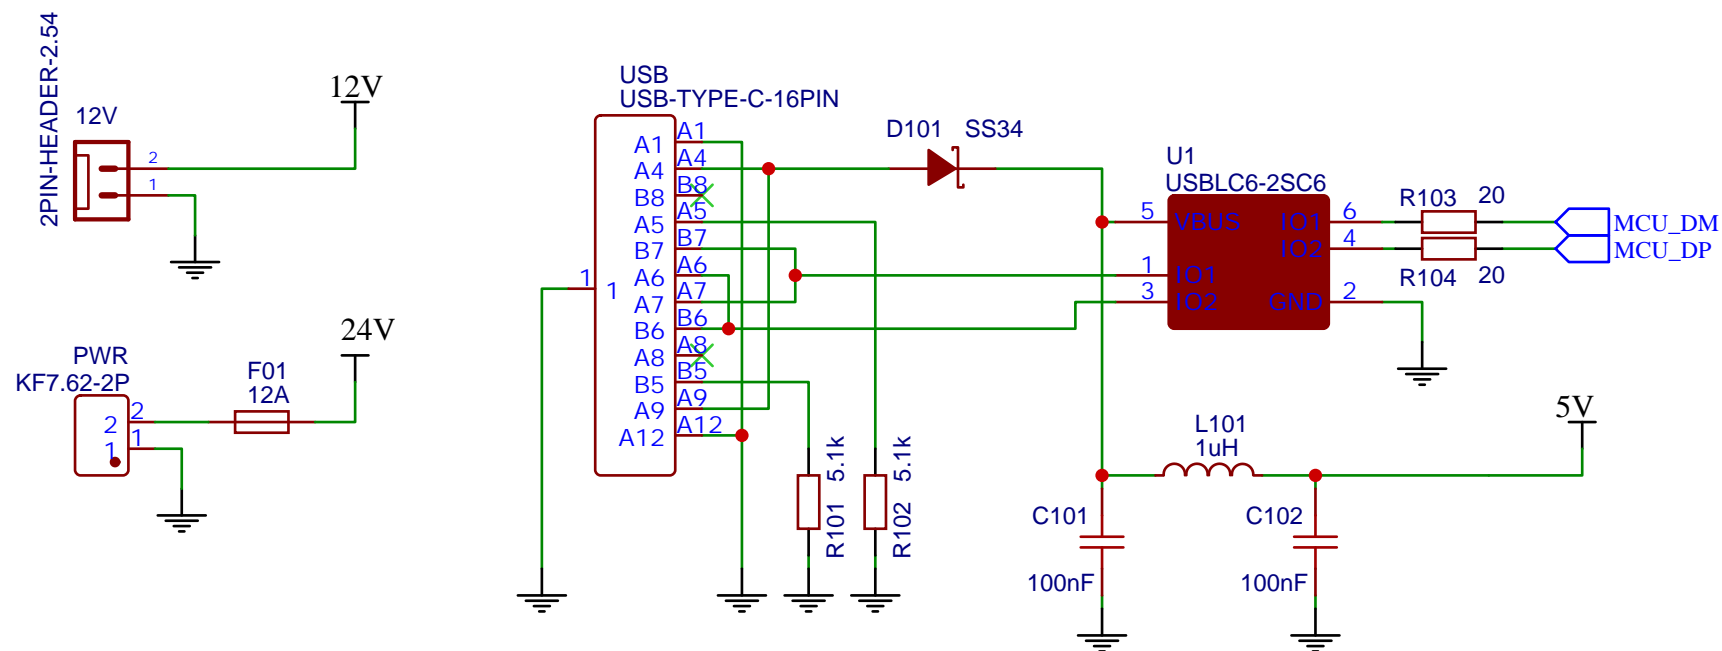 2PIN-HEADER-2.54
12V
2
1
12V
PWR
KF7.62-2P
2
1
2
1
F01
12A
24V
USB
USB-TYPE-C-16PIN
1
1
A1 A1
A4 A4
B8 B8
A5 A5
B7 B7
A6 A6
A7 A7
B6 B6
A8 A8
B5 B5
A9 A9
A12 A12
R101 5.1k
R102 5.1k
D101 SS34
U1
USBLC6-2SC6
5 VBUS IO1 6
IO2 4
1 IO1
3 IO2 GND 2
R103 20
R104 20
MCU_DM
MCU_DP
L101
1uH
5V
C101
100nF
C102
100nF